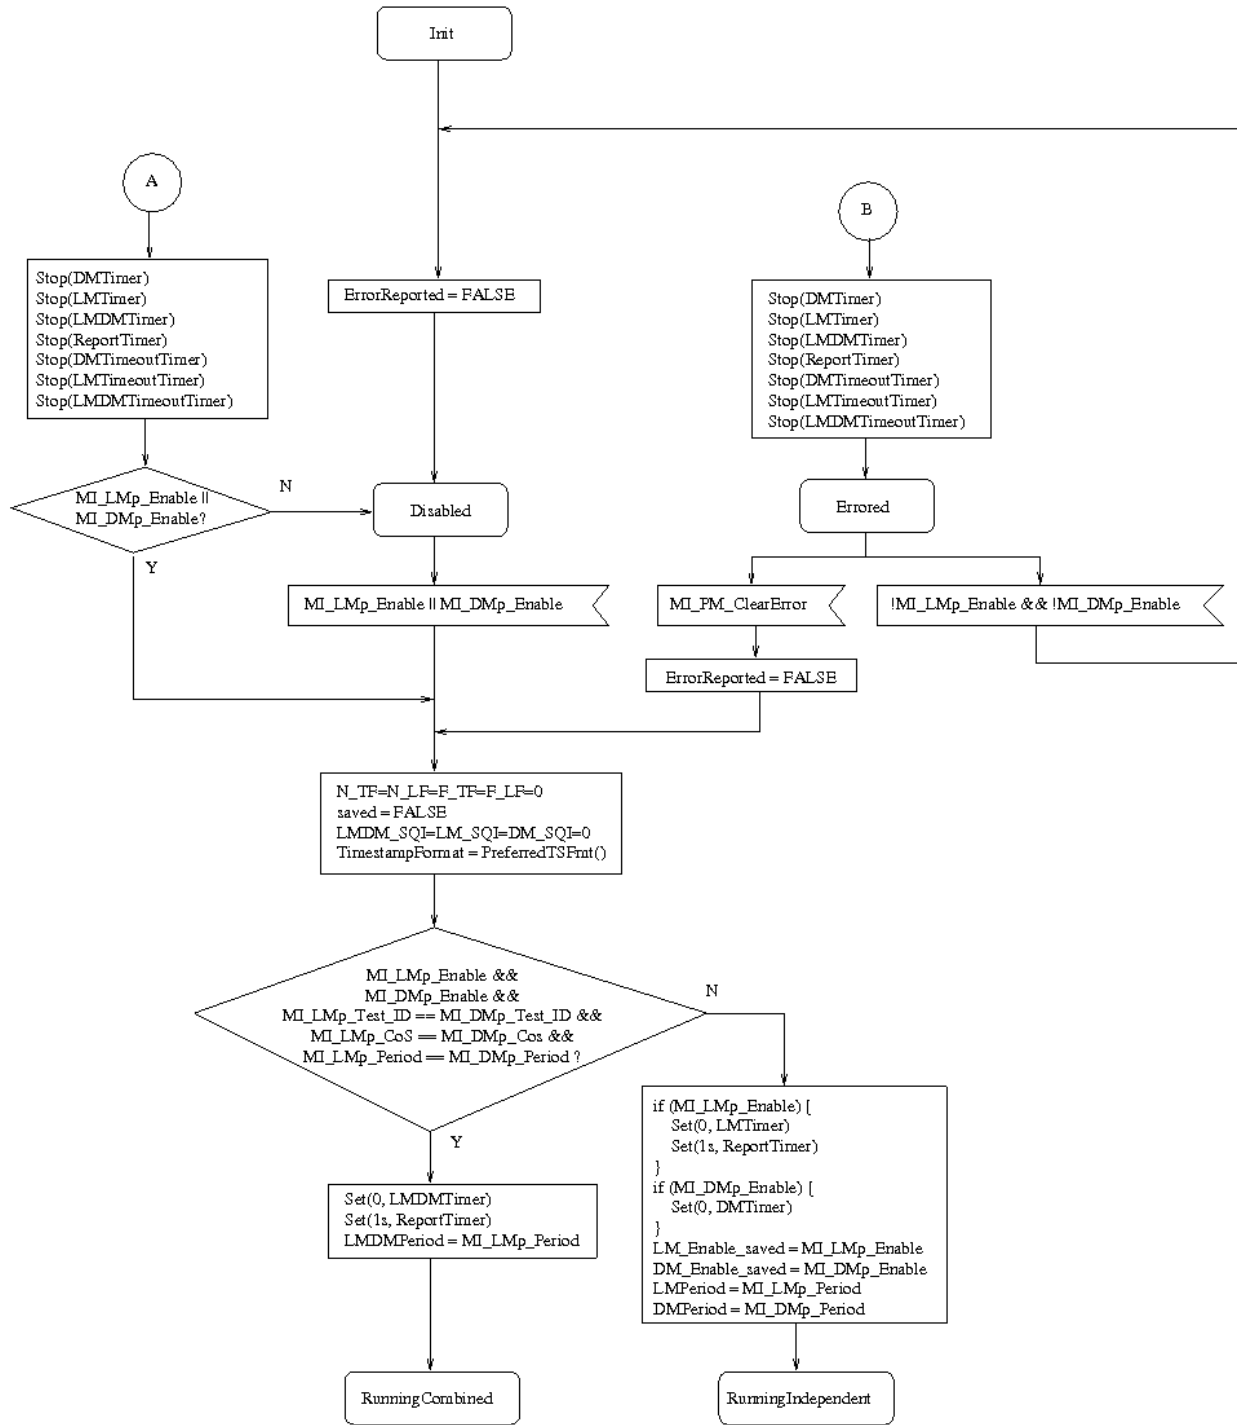 Init
A
B
Stop(DMTimer)
Stop(LMTimer)
Stop(LMDMTimer)
Stop(ReportTimer)
Stop(DMTimeoutTimer)
Stop(LMTimeoutTimer)
Stop(LMDMTimeoutTimer)
ErrorReported = FALSE
Stop(DMTimer)
Stop(LMTimer)
Stop(LMDMTimer)
Stop(ReportTimer)
Stop(DMTimeoutTimer)
Stop(LMTimeoutTimer)
Stop(LMDMTimeoutTimer)
MI_LMp_Enable ||
MI_DMp_Enable?
N
Y
Disabled
Errored
MI_LMp_Enable || MI_DMp_Enable
MI_PM_ClearError
!MI_LMp_Enable && !MI_DMp_Enable
ErrorReported = FALSE
N_TF=N_LF=F_TF=F_LF=0
saved = FALSE
LMDM_SQI=LM_SQI=DM_SQI=0
TimestampFormat = PreferredTSFmt()
MI_LMp_Enable &&
MI_DMp_Enable &&
MI_LMp_Test_ID == MI_DMp_Test_ID &&
MI_LMp_CoS == MI_DMp_Cos &&
MI_LMp_Period == MI_DMp_Period ?
N
Y
Set(0, LMDMTimer)
Set(1s, ReportTimer)
LMDMPeriod = MI_LMp_Period
if (MI_LMp_Enable) {
Set(0, LMTimer)
Set(1s, ReportTimer)
}
if (MI_DMp_Enable) {
Set(0, DMTimer)
}
LM_Enable_saved = MI_LMp_Enable
DM_Enable_saved = MI_DMp_Enable
LMPeriod = MI_LMp_Period
DMPeriod = MI_DMp_Period
RunningCombined
RunningIndependent